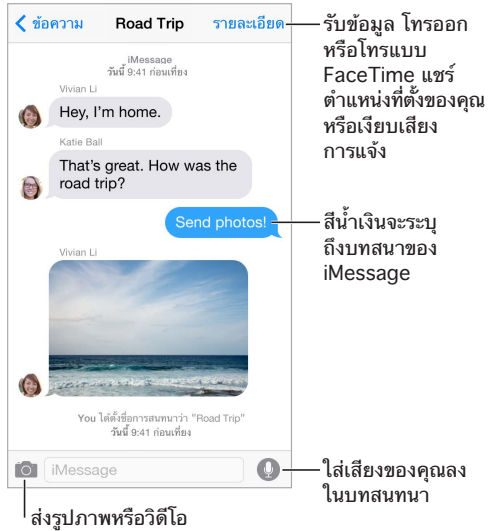 ข้อความ Road Trip รายละเอียด
iMessage
วันนี้ 9:41 ก่อนเที่ยง
Vivian Li
Hey, I'm home.
Katie Ball
That's great. How was the
road trip?
Send photos!
Vivian Li
You ได้ตั้งชื่อการสนทนาว่า "Road Trip"
วันนี้ 9:41 ก่อนเที่ยง
iMessage
รับข้อมูล โทรออก
หรือโทรแบบ
FaceTime แชร์
ตำแหน่งที่ตั้งของคุณ
หรือเงียบเสียง
การแจ้ง
สีน้ำเงินจะระบุ
ถึงบทสนาของ
iMessage
ใส่เสียงของคุณลง
ในบทสนทนา
ส่งรูปภาพหรือวิดีโอ